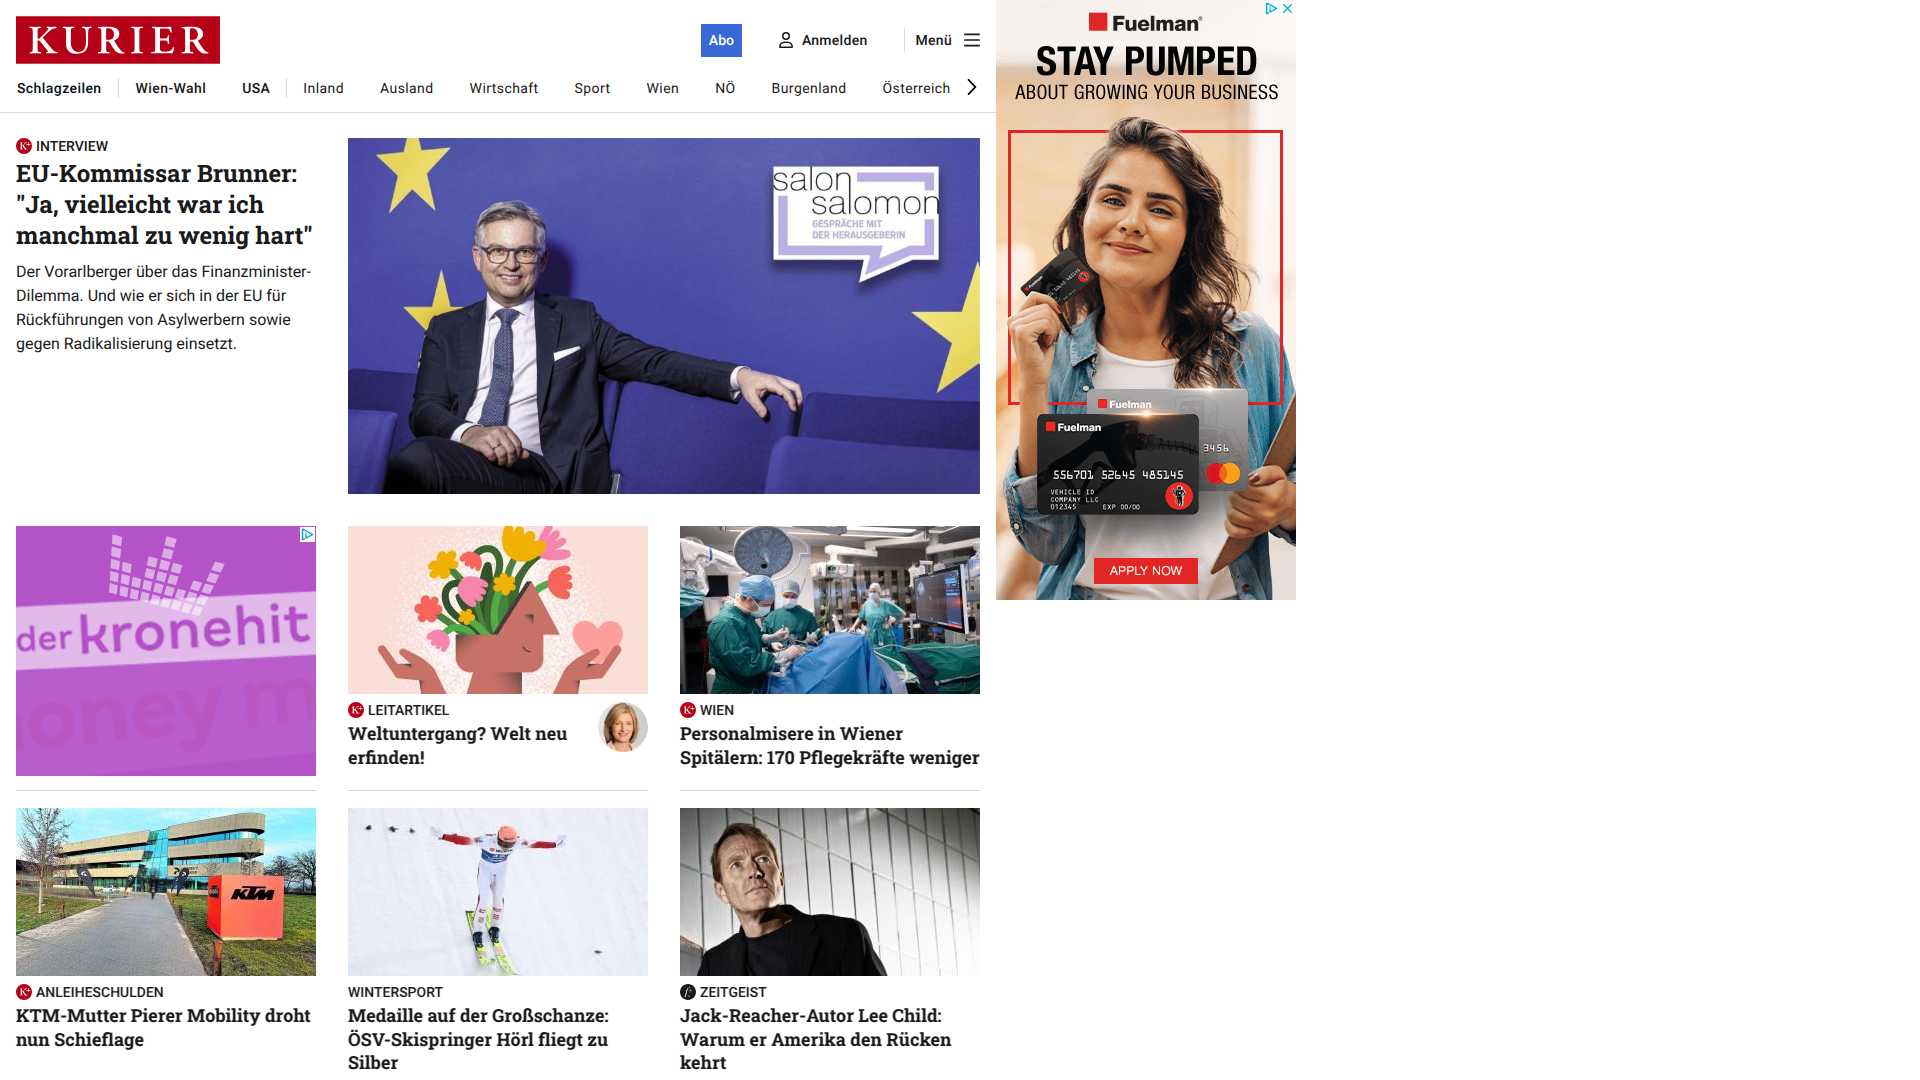 KURIER
Abo
Anmelden
Menü
Schlagzeilen
Wien-Wahl
USA
Inland
Ausland
Wirtschaft
Sport
Wien
NÖ
Burgenland
Österreich
K+ INTERVIEW
EU-Kommissar Brunner:
"Ja, vielleicht war ich
manchmal zu wenig hart"
Der Vorarlberger über das Finanzminister-
Dilemma. Und wie er sich in der EU für
Rückführungen von Asylwerbern sowie
gegen Radikalisierung einsetzt.
salon
salomon
GESPRÄCHE MIT
DER HERAUSGEBERIN
der kronehit
money m
K+ LEITARTIKEL
Weltuntergang? Welt neu
erfinden!
K+ WIEN
Personalmisere in Wiener
Spitälern: 170 Pflegekräfte weniger
KTM
K+ ANLEIHESCHULDEN
KTM-Mutter Pierer Mobility droht
nun Schieflage
WINTERSPORT
Medaille auf der Großschanze:
ÖSV-Skispringer Hörl fliegt zu
Silber
ZEITGEIST
Jack-Reacher-Autor Lee Child:
Warum er Amerika den Rücken
kehrt
Fuelman
STAY PUMPED
ABOUT GROWING YOUR BUSINESS
Fuelman
3456
Fuelman
556701 52645 485145
VEHICLE ID
COMPANY LLC
012345 EXP 00/00
APPLY NOW